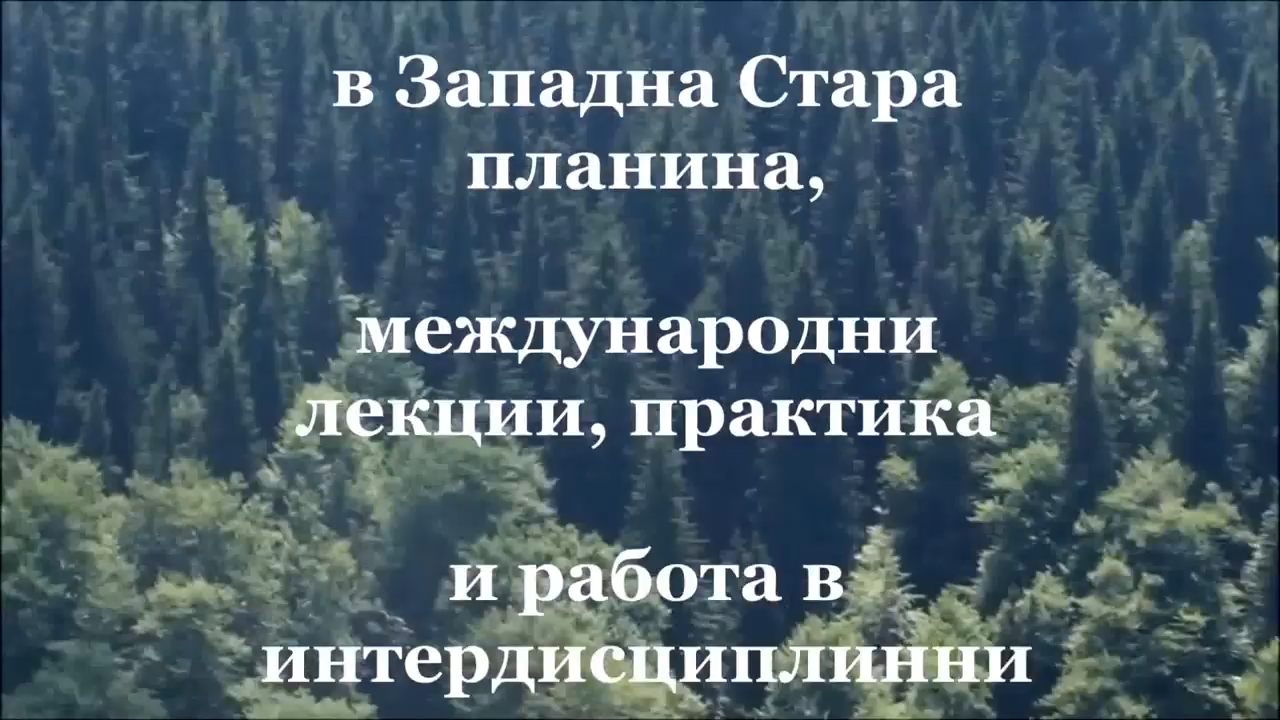 в Западна Стара
планина,
международни
лекции, практика
и работа в
интердисциплинни